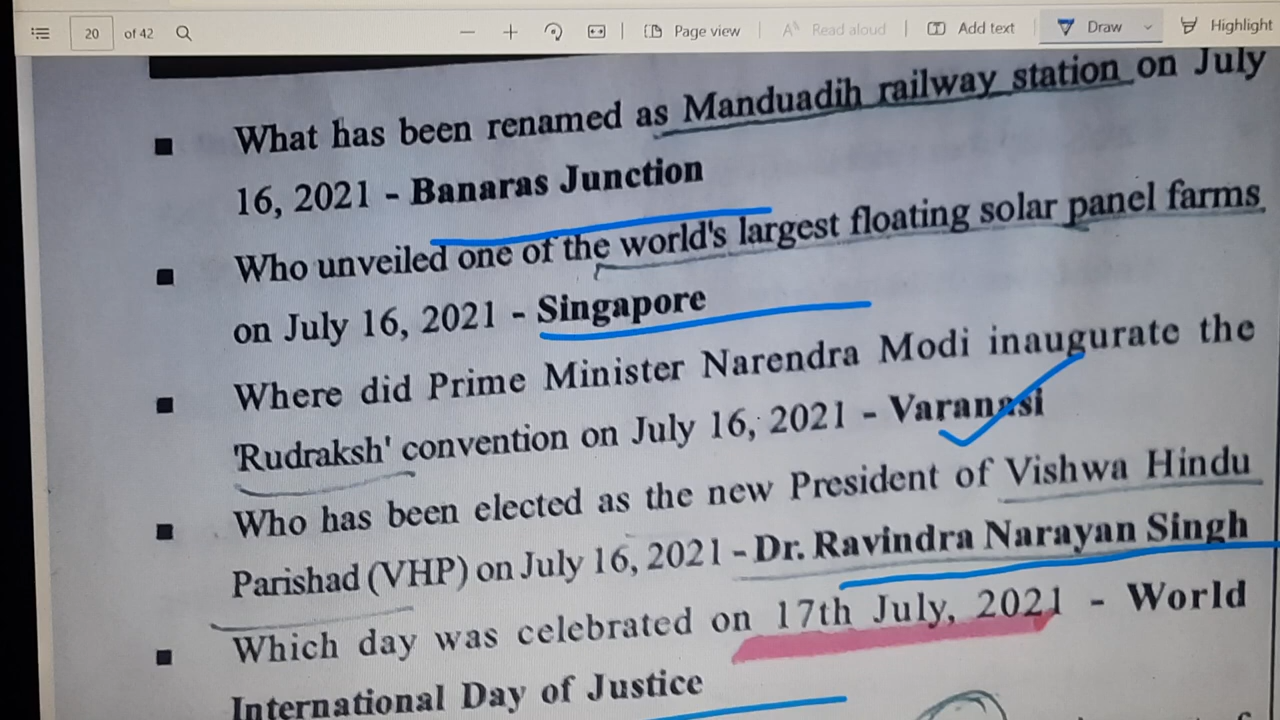 20 of 42 Page view Read aloud Add text Draw Highlight
What has been renamed as Manduadih railway station on July
16, 2021 - Banaras Junction
Who unveiled one of the world's largest floating solar panel farms
on July 16, 2021 - Singapore
Where did Prime Minister Narendra Modi inaugurate the
'Rudraksh' convention on July 16, 2021 - Varanasi
Who has been elected as the new President of Vishwa Hindu
Parishad (VHP) on July 16, 2021 - Dr. Ravindra Narayan Singh
Which day was celebrated on 17th July, 2021 - World
International Day of Justice